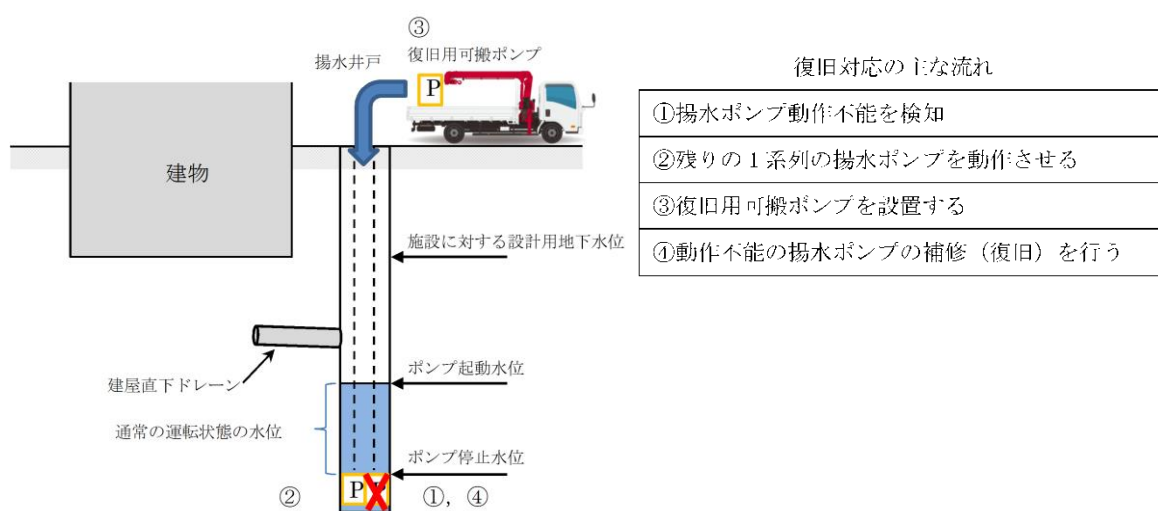 ③
復旧用可搬ポンプ
揚水井戸
P
建物
施設に対する設計用地下水位
建屋直下ドレーン
ポンプ起動水位
通常の運転状態の水位
ポンプ停止水位
P
P
②
①，④
復旧対応の主な流れ
①揚水ポンプ動作不能を検知
②残りの１系列の揚水ポンプを動作させる
③復旧用可搬ポンプを設置する
④動作不能の揚水ポンプの補修（復旧）を行う